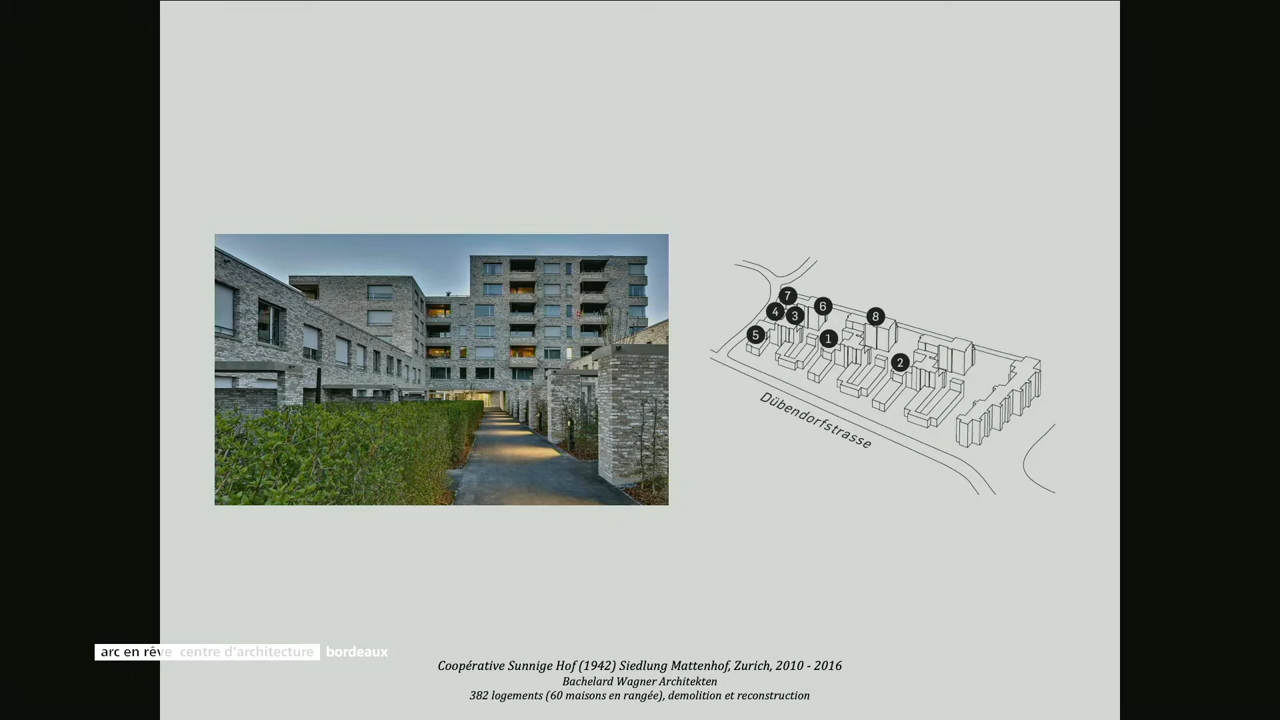 7
4
3
6
8
5
1
2
Dübendorfstrasse
arc en rêve centre d'architecture bordeaux
Coopérative Sunnige Hof (1942) Siedlung Mattenhof, Zurich, 2010 - 2016
Bachelard Wagner Architekten
382 logements (60 maisons en rangée), demolition et reconstruction